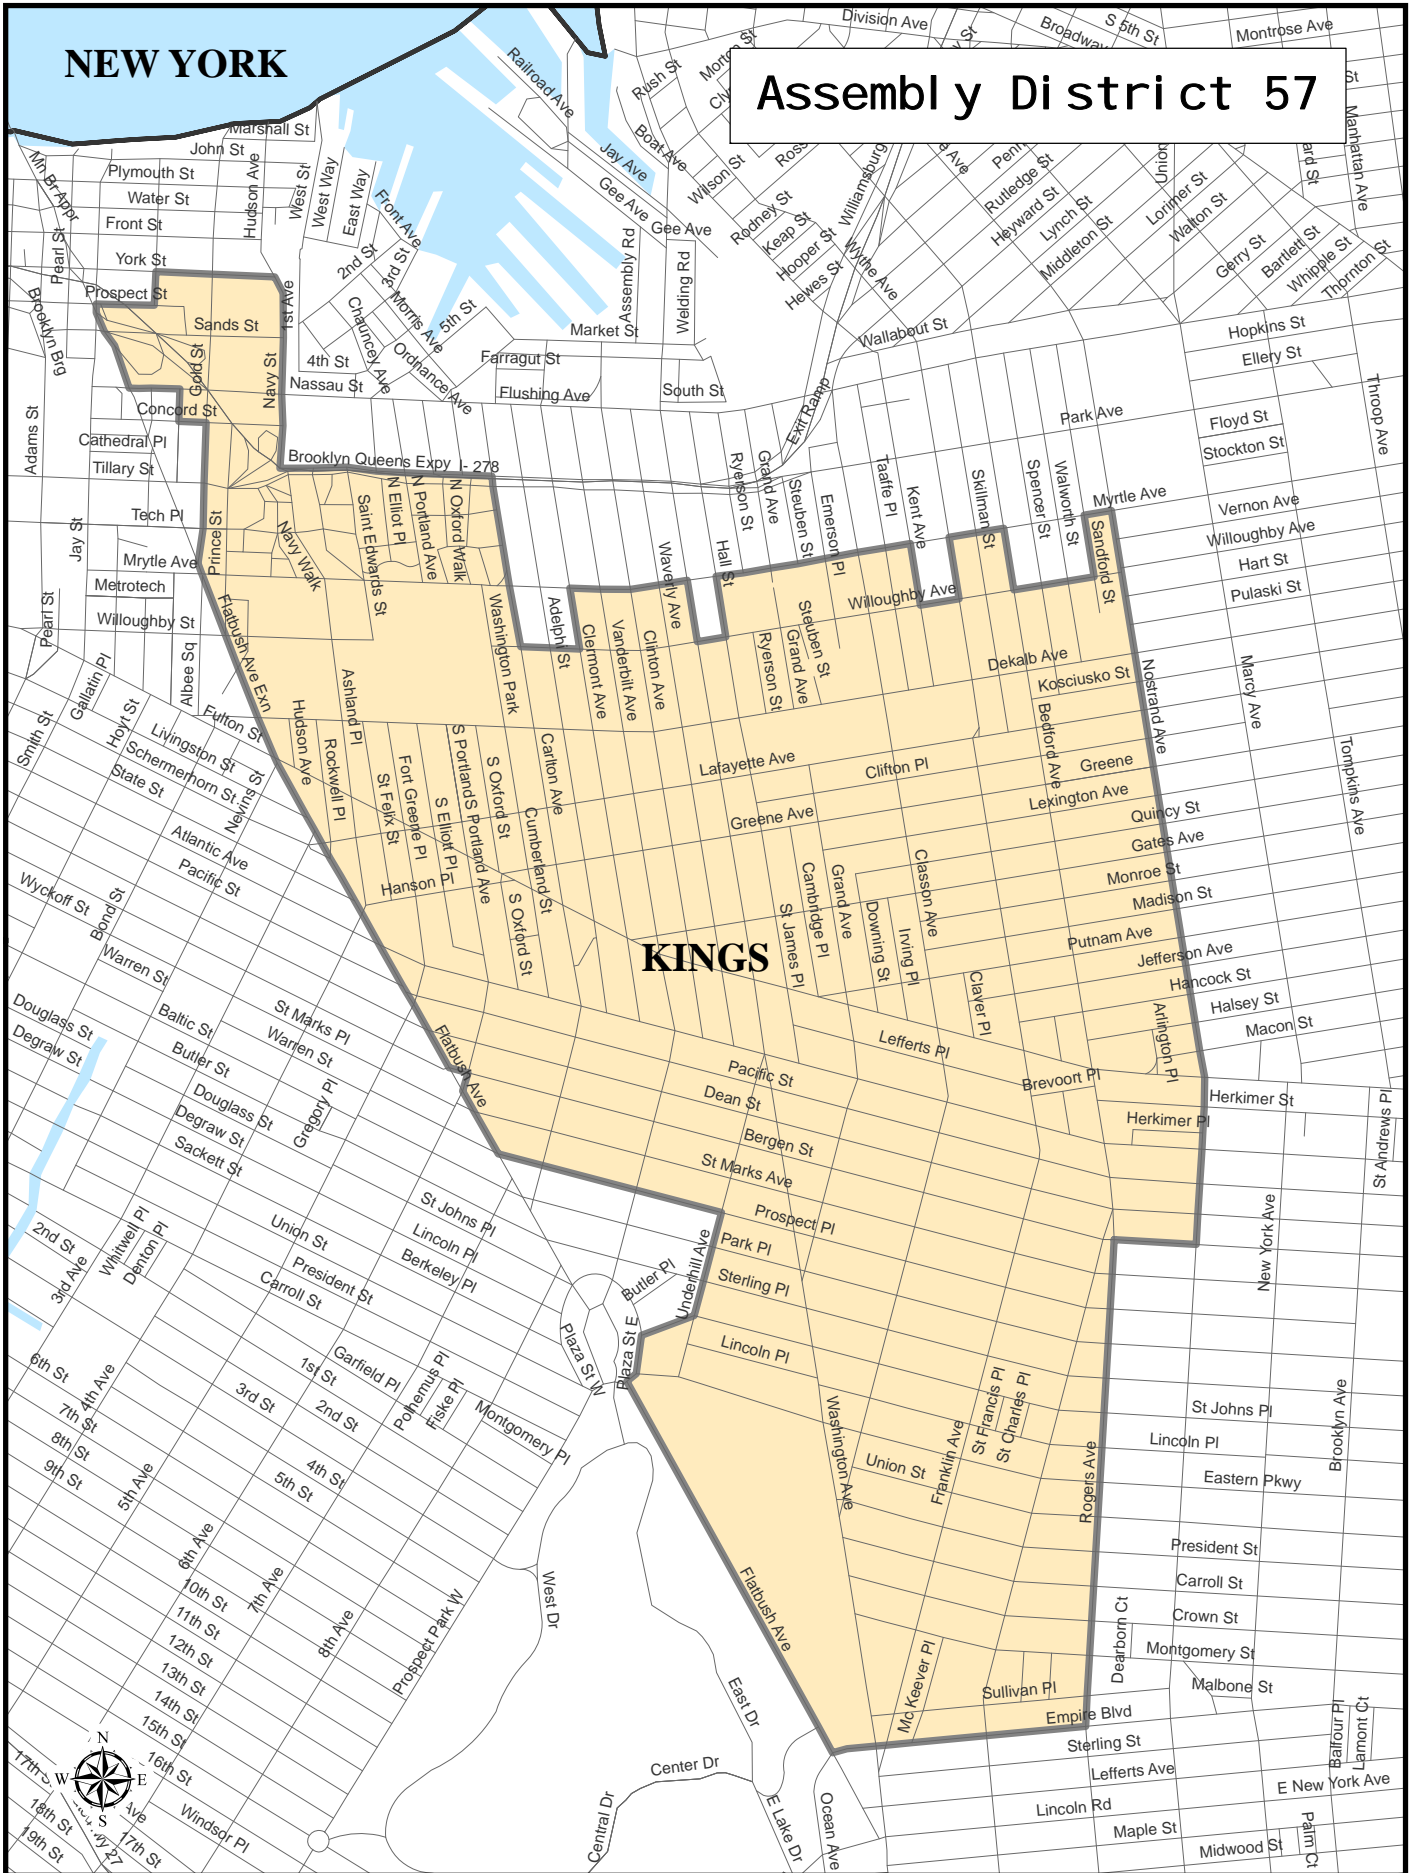 NEW YORK
Assembly District 57
KINGS
Division Ave
Broadway
S 5th St
Montrose Ave
Railroad Ave
Rush St
Boat Ave
Jay Ave
Gee Ave
Gee Ave
Wilson St
Rodney St
Keap St
Hooper St
Hewes St
Wythe Ave
Rutledge St
Heyward St
Lynch St
Middleton St
Lorimer St
Walton St
Gerry St
Bartlett St
Whipple St
Thornton St
Manhattan Ave
Marshall St
John St
Plymouth St
Water St
Front St
York St
Prospect St
Sands St
Mn Br Appr
Pearl St
Hudson Ave
West St
West Way
East Way
Front Ave
2nd St
3rd St
Morris Ave
5th St
Chauncey Ave
Ordnance Ave
4th St
Nassau St
1st Ave
Navy St
Gold St
Brooklyn Brg
Concord St
Cathedral Pl
Tillary St
Adams St
Assembly Rd
Welding Rd
Market St
Farragut St
Flushing Ave
South St
Wallabout St
Hopkins St
Ellery St
Park Ave
Floyd St
Stockton St
Throop Ave
Exit Ramp
Brooklyn Queens Expy I- 278
Tech Pl
Jay St
Mrytle Ave
Metrotech
Willoughby St
Pearl St
Prince St
Navy Walk
Saint Edwards St
N Elliot Pl
N Portland Ave
N Oxford Walk
Washington Park
Adelphi St
Clermont Ave
Vanderbilt Ave
Clinton Ave
Waverly Ave
Hall St
Ryerson St
Grand Ave
Steuben St
Emerson Pl
Taaffe Pl
Kent Ave
Skilman St
Spencer St
Walworth St
Sandford St
Myrtle Ave
Vernon Ave
Willoughby Ave
Hart St
Pulaski St
Willoughby Ave
Ryerson St
Grand Ave
Steuben St
Dekalb Ave
Kosciusko St
Bedford Ave
Nostrand Ave
Marcy Ave
Tompkins Ave
Flatbush Ave Exn
Albee Sq
Gallatin Pl
Smith St
Hoyt St
Fulton St
Livingston St
Schermerhorn St
State St
Nevins St
Atlantic Ave
Pacific St
Wyckoff St
Bond St
Warren St
Hudson Ave
Ashland Pl
Rockwell Pl
St Felix St
Fort Greene Pl
S Elliott Pl
S Portland
S Portland Ave
S Oxford St
S Oxford St
Cumberland St
Carlton Ave
Hanson Pl
Lafayette Ave
Clifton Pl
Greene Ave
Greene
Lexington Ave
Quincy St
Gates Ave
Monroe St
Madison St
Putnam Ave
Jefferson Ave
Hancock St
Halsey St
Macon St
St James Pl
Cambridge Pl
Grand Ave
Downing St
Irving Pl
Classon Ave
Claver Pl
Arlington Pl
Lefferts Pl
Brevoort Pl
Herkimer St
Herkimer Pl
St Andrews Pl
Pacific St
Dean St
Bergen St
St Marks Ave
Prospect Pl
Park Pl
Sterling Pl
Lincoln Pl
Douglass St
Degraw St
Baltic St
Butler St
Douglass St
Degraw St
Sackett St
St Marks Pl
Warren St
Gregory Pl
Flatbush Ave
St Johns Pl
Lincoln Pl
Berkeley Pl
Union St
President St
Carroll St
Whitwell Pl
Denton Pl
2nd St
3rd Ave
Butler Pl
Underhill Ave
Plaza St E
Plaza St W
6th St
7th St
8th St
9th St
4th Ave
5th Ave
3rd St
1st St
2nd St
Garfield Pl
Polhemus Pl
Fiske Pl
Montgomery Pl
4th St
5th St
6th Ave
7th Ave
8th Ave
10th St
11th St
12th St
13th St
14th St
15th St
16th St
17th St
18th St
19th St
Windsor Pl
Prospect Park W
West Dr
East Dr
Center Dr
Central Dr
E Lake Dr
Ocean Ave
Flatbush Ave
Washington Ave
Union St
Franklin Ave
St Francis Pl
St Charles Pl
Rogers Ave
New York Ave
Brooklyn Ave
St Johns Pl
Lincoln Pl
Eastern Pkwy
President St
Carroll St
Crown St
Montgomery St
Malbone St
Dearborn Ct
Mc Keever Pl
Sullivan Pl
Empire Blvd
Sterling St
Lefferts Ave
E New York Ave
Lincoln Rd
Maple St
Midwood St
Palm Ct
Balfour Pl
Lamont Ct
N
W
E
S